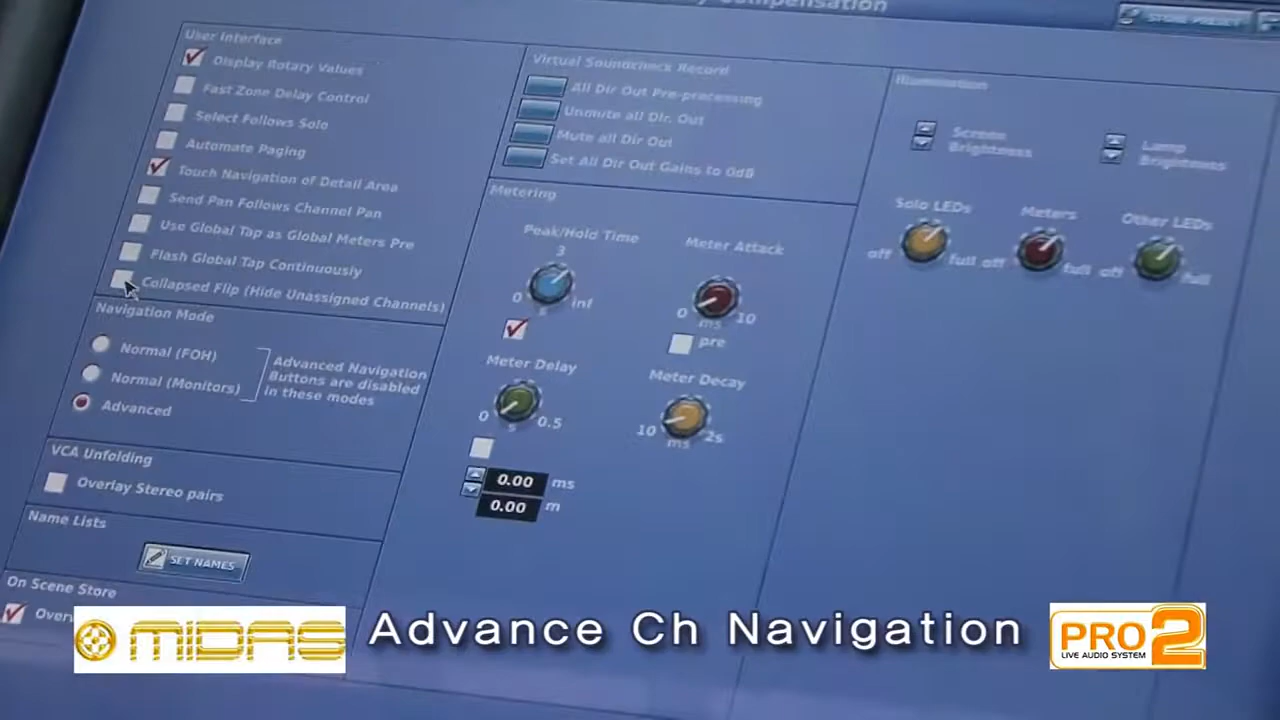 Compensation
STORE PRESET
User Interface
Display Rotary Values
Fast Zone Delay Control
Select Follows Solo
Automate Paging
Touch Navigation of Detail Area
Send Pan Follows Channel Pan
Use Global Tap as Global Meters Pre
Flash Global Tap Continuously
Collapsed Flip (Hide Unassigned Channels)
Navigation Mode
Normal (FOH)
Normal (Monitors)
Advanced
Advanced Navigation
Buttons are disabled
in these modes
VCA Unfolding
Overlay Stereo pairs
Name Lists
SET NAMES
On Scene Store
Virtual Soundcheck Record
All Dir Out Pre-processing
Unmute all Dir. Out
Mute all Dir Out
Set All Dir Out Gains to 0dB
Metering
Peak/Hold Time
3
0 inf
s
Meter Attack
0 10
ms
pre
Meter Delay
0 0.5
s
0.00 ms
0.00 m
Meter Decay
10 2s
ms
Illumination
Screen
Brightness
Lamp
Brightness
Solo LEDs
off full
Meters
off full
Other LEDs
off full
MIDAS
Advance Ch Navigation
PRO2
LIVE AUDIO SYSTEM